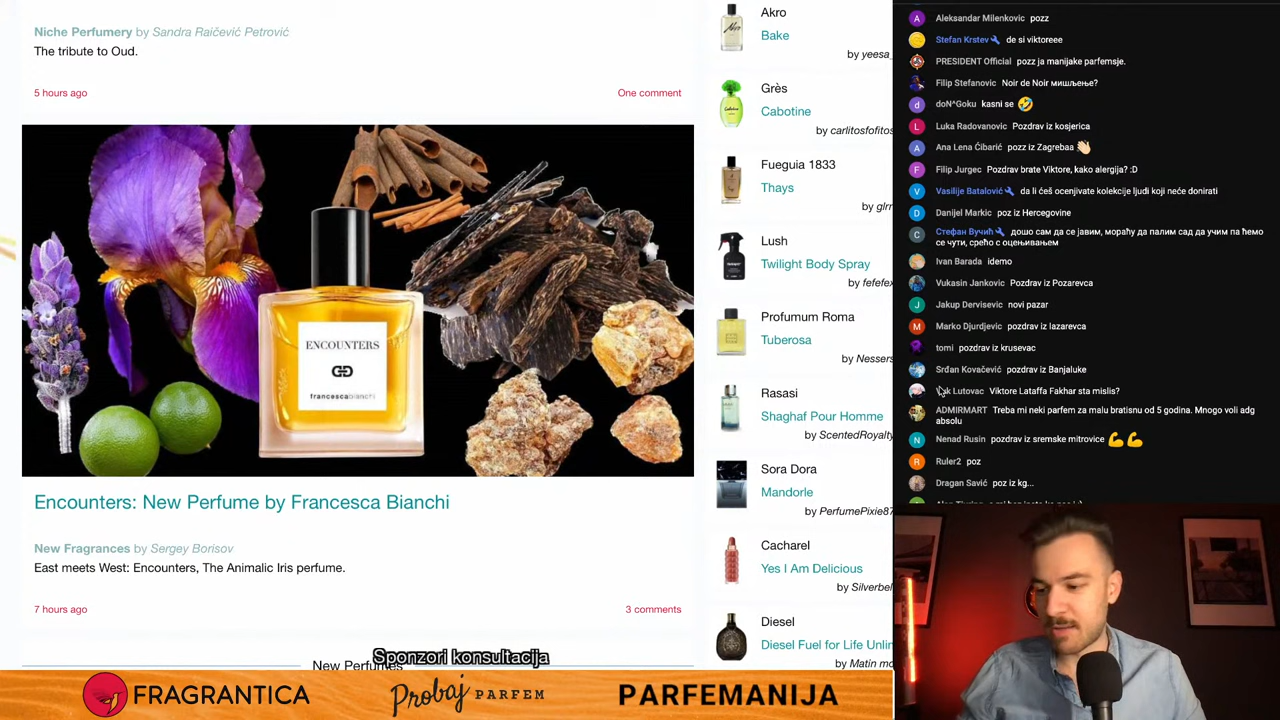 Niche Perfumery by Sandra Raičević Petrović
The tribute to Oud.
5 hours ago
One comment
ENCOUNTERS
francescabianchi
Encounters: New Perfume by Francesca Bianchi
New Fragrances by Sergey Borisov
East meets West: Encounters, The Animalic Iris perfume.
7 hours ago
3 comments
New Perfumes
Sponzori konsultacija
FRAGRANTICA
Probaj PARFEM
PARFEMANIJA
Akro
Bake
by yeesa_
Grès
Cabotine
by carlitosfofitos
Fueguia 1833
Thays
by glrr
Lush
Twilight Body Spray
by fefefex
Profumum Roma
Tuberosa
by Nessers
Rasasi
Shaghaf Pour Homme
by ScentedRoyalty
Sora Dora
Mandorle
by PerfumePixie87
Cacharel
Yes I Am Delicious
by Silverbel
Diesel
Diesel Fuel for Life Unlin
by Matin mo
Aleksandar Milenkovic pozz
Stefan Krstev de si viktoreee
PRESIDENT Official pozz ja manijake parfemsje.
Filip Stefanovic Noir de Noir мишљење?
doN^Goku kasni se 🤣
Luka Radovanovic Pozdrav iz kosjerica
Ana Lena Ćibarić pozz iz Zagrebaa 👋🏻
Filip Jurgec Pozdrav brate Viktore, kako alergija? :D
Vasilije Batalović da li ćeš ocenjivate kolekcije ljudi koji neće donirati
Danijel Markic poz iz Hercegovine
Стефан Вучић дошо сам да се јавим, мораћу да палим сад да учим па ћемо
се чути, срећо с оцењивањем
Ivan Barada idemo
Vukasin Jankovic Pozdrav iz Pozarevca
Jakup Dervisevic novi pazar
Marko Djurdjevic pozdrav iz lazarevca
tomi pozdrav iz krusevac
Srđan Kovačević pozdrav iz Banjaluke
Lutovac Viktore Lataffa Fakhar sta mislis?
ADMIRMART Treba mi neki parfem za malu bratisnu od 5 godina. Mnogo voli adg
absolu
Nenad Rusin pozdrav iz sremske mitrovice 💪 💪
Ruler2 poz
Dragan Savić poz iz kg...